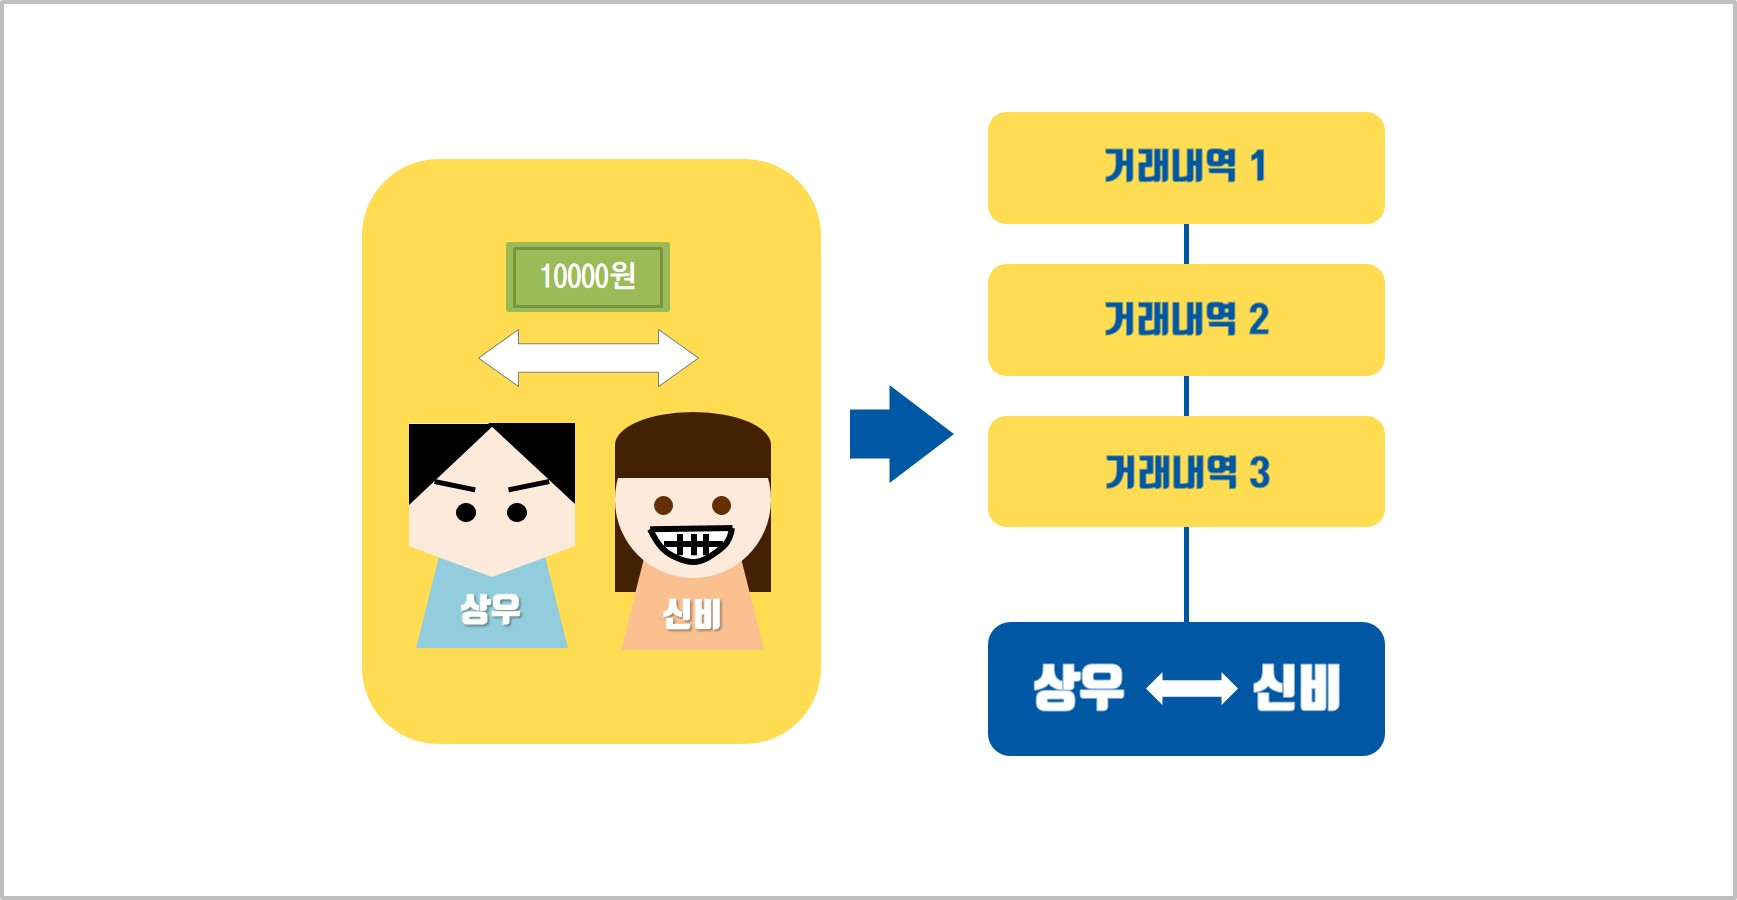 10000원
상우
신비
거래내역 1
거래내역 2
거래내역 3
상우 신비